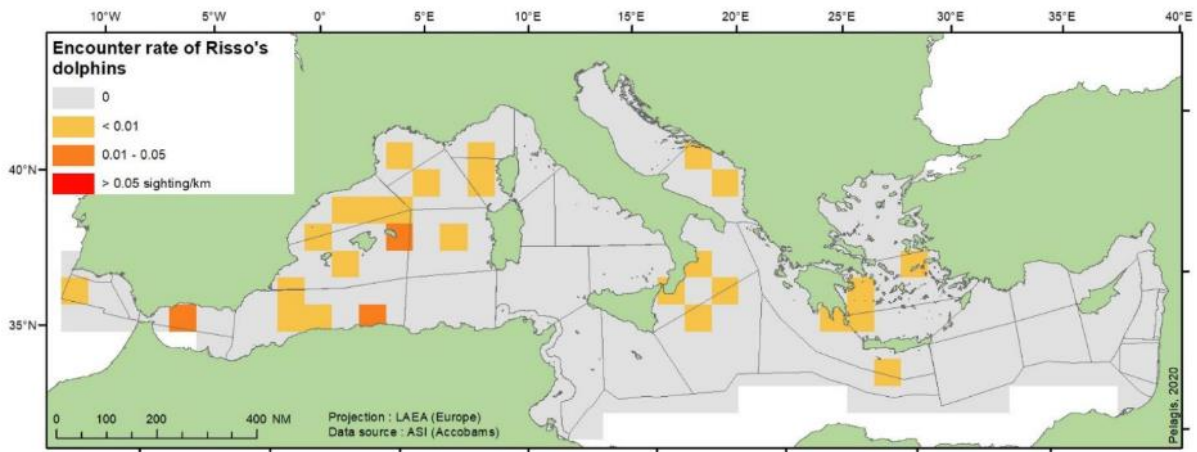 10°W 5°W 0° 5°E 10°E 15°E 20°E 25°E 30°E 35°E 40°E
Encounter rate of Risso's
dolphins
0
< 0.01
0.01 - 0.05
> 0.05 sighting/km
40°N
35°N
0 100 200 400 NM
Projection : LAEA (Europe)
Data source : ASI (Accobams)
Pelagis, 2020